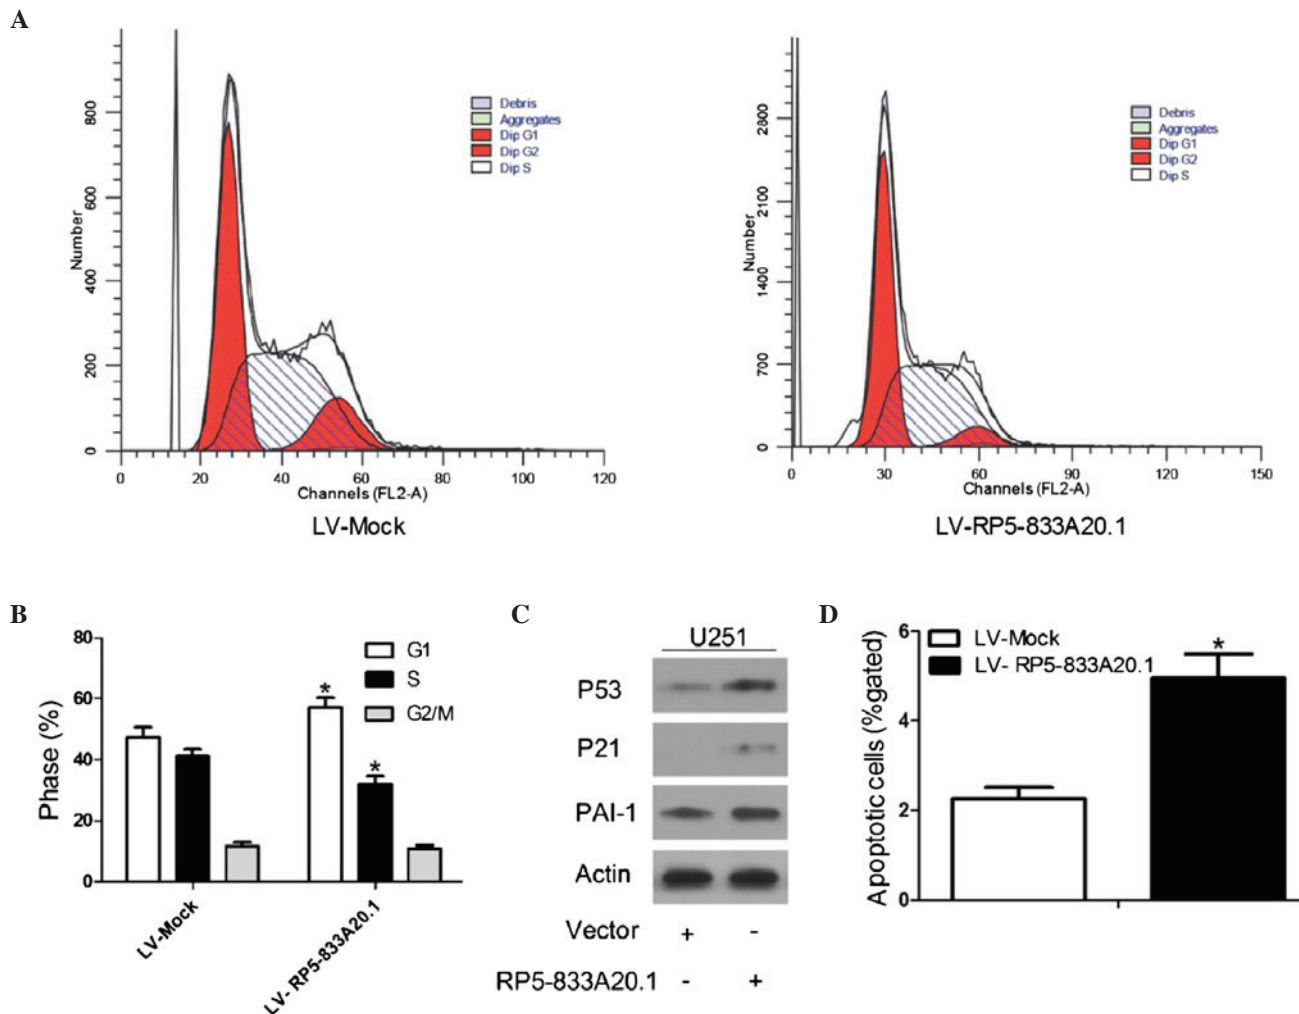 A
Number
800
600
400
200
0
Debris
Aggregates
Dip G1
Dip G2
Dip S
0 20 40 60 80 100 120
Channels (FL2-A)
LV-Mock
Number
2800
2100
1400
700
0
Debris
Aggregates
Dip G1
Dip G2
Dip S
0 30 60 90 120 150
Channels (FL2-A)
LV-RP5-833A20.1
B
Phase (%)
80
60
40
20
0
G1
S
G2/M
*
*
LV-Mock
LV- RP5-833A20.1
C
U251
P53
P21
PAI-1
Actin
Vector + -
RP5-833A20.1 - +
D
Apoptotic cells (%gated)
6
4
2
0
LV-Mock
LV- RP5-833A20.1
*